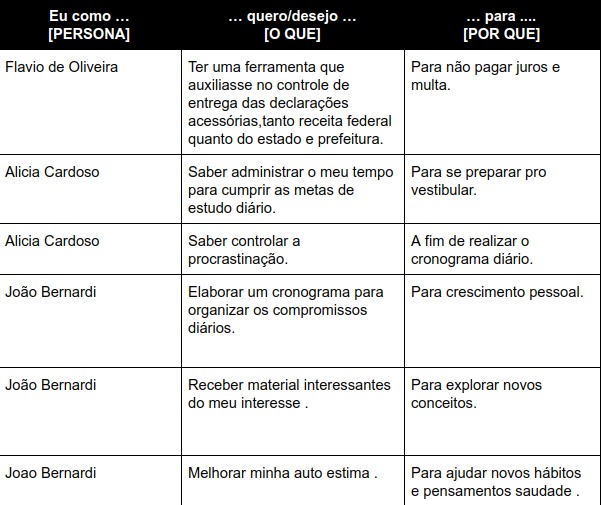 Eu como … … quero/desejo … … para ....
[PERSONA] [O QUE] [POR QUE]
Flavio de Oliveira
Ter uma ferramenta que
auxiliasse no controle de
entrega das declarações
acessórias,tanto receita federal
quanto do estado e prefeitura.
Para não pagar juros e
multa.
Alicia Cardoso
Saber administrar o meu tempo
para cumprir as metas de
estudo diário.
Para se preparar pro
vestibular.
Alicia Cardoso
Saber controlar a
procrastinação.
A fim de realizar o
cronograma diário.
João Bernardi
Elaborar um cronograma para
organizar os compromissos
diários.
Para crescimento pessoal.
João Bernardi
Receber material interessantes
do meu interesse .
Para explorar novos
conceitos.
Joao Bernardi
Melhorar minha auto estima .
Para ajudar novos hábitos
e pensamentos saudade .